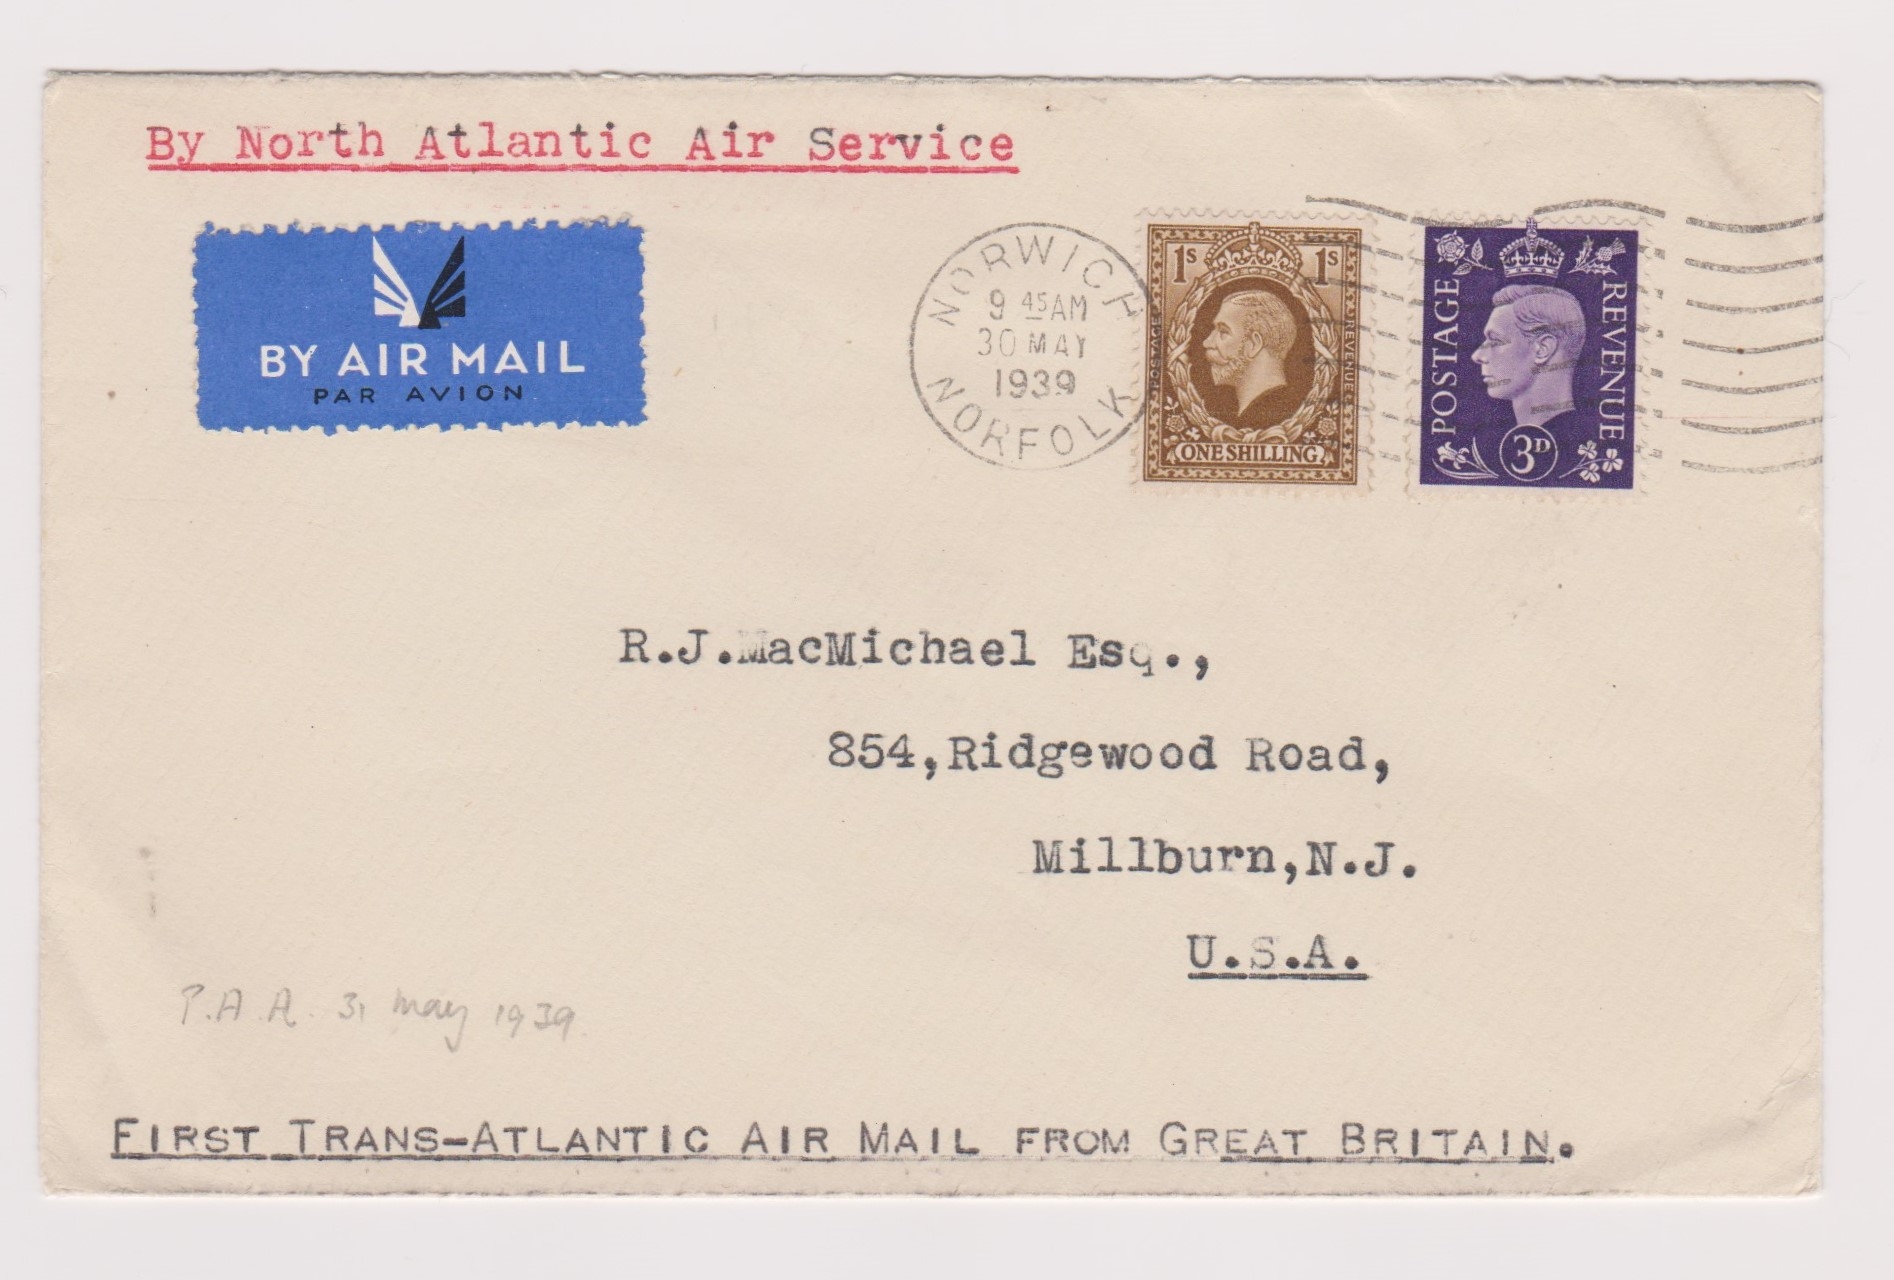 By North Atlantic Air Service
BY AIR MAIL
PAR AVION
NORWICH
9 45AM
30 MAY
1939
NORFOLK
1S 1S
POSTAGE REVENUE
ONE SHILLING
POSTAGE REVENUE
3D
R.J.MacMichael Esq.,
854,Ridgewood Road,
Millburn,N.J.
U.S.A.
P.A.A. 31 May 1939.
FIRST TRANS-ATLANTIC AIR MAIL FROM GREAT BRITAIN.